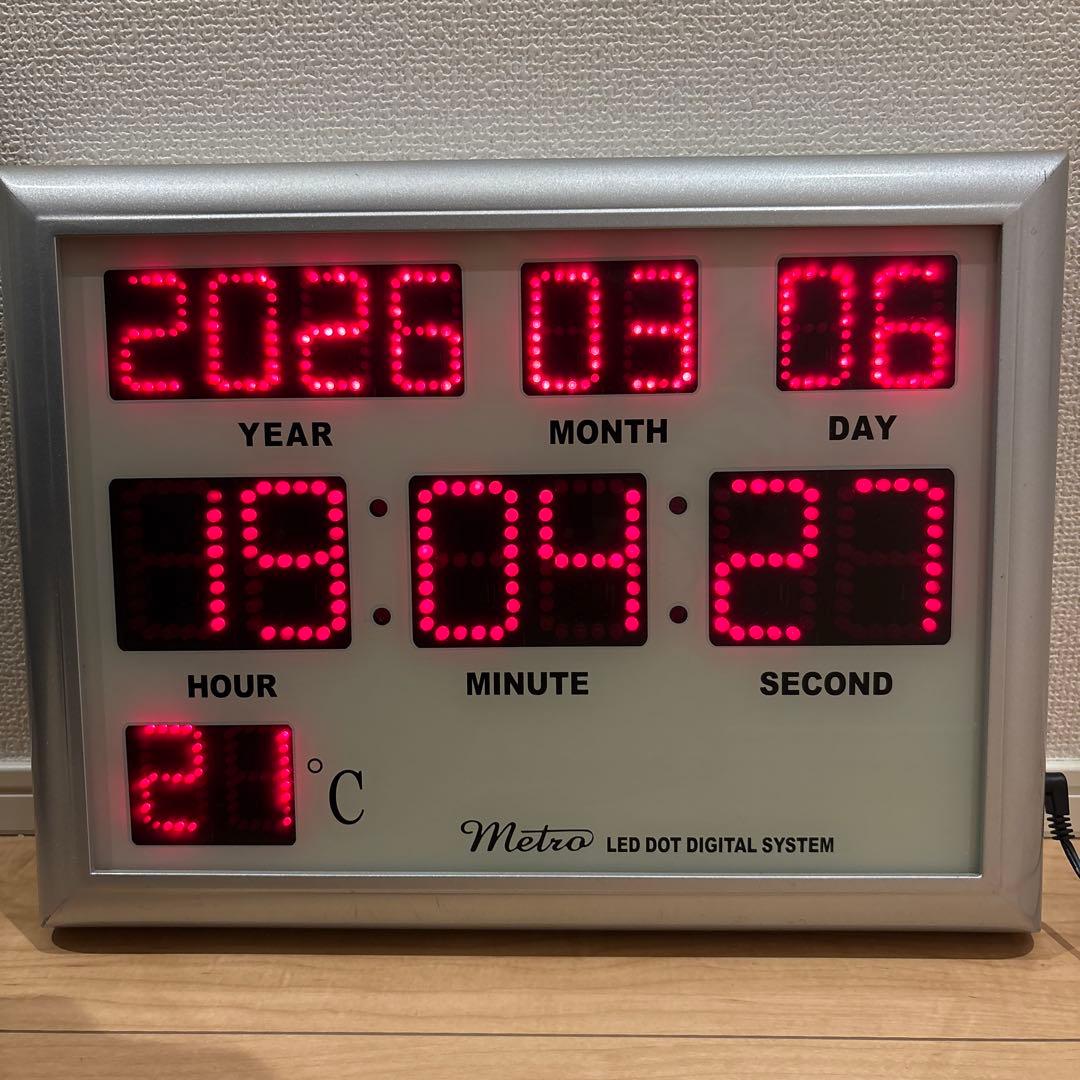 2026 03 06
YEAR MONTH DAY
19 : 04 : 27
HOUR MINUTE SECOND
21 °C
Metro LED DOT DIGITAL SYSTEM